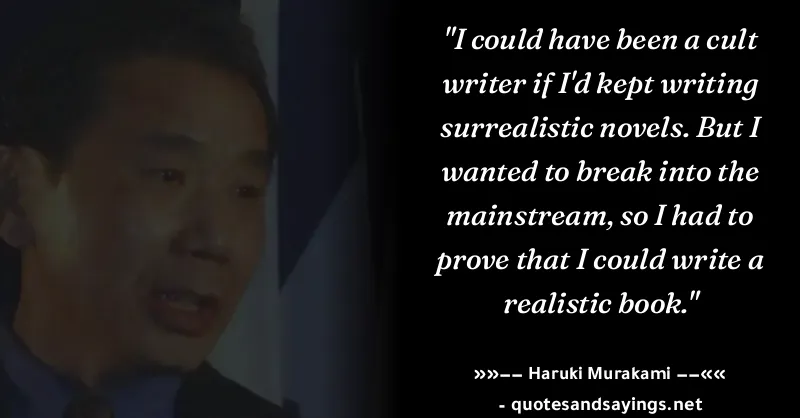 "I could have been a cult
writer if I'd kept writing
surrealistic novels. But I
wanted to break into the
mainstream, so I had to
prove that I could write a
realistic book."
»»–– Haruki Murakami ––««
- quotesandsayings.net